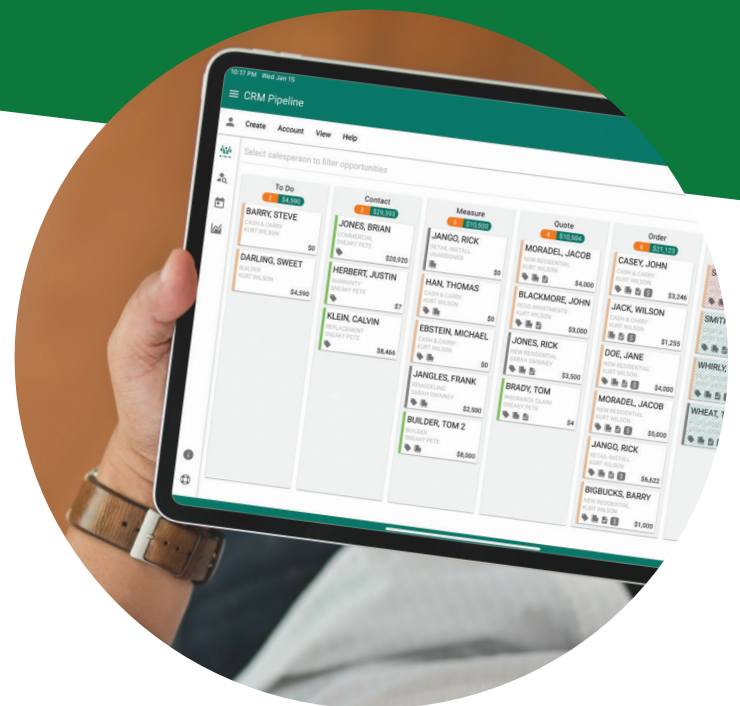 10:17 PM Wed Jan 15
CRM Pipeline
Create Account View Help
Select salesperson to filter opportunities
To Do
2 $4,590
BARRY, STEVE
CASH & CARRY
KURT WILSON
$0
DARLING, SWEET
BUILDER
KURT WILSON
$4,590
Contact
3 $29,393
JONES, BRIAN
COMMERCIAL
SNEAKY PETE
$20,920
HERBERT, JUSTIN
WARRANTY
SNEAKY PETE
$7
KLEIN, CALVIN
REPLACEMENT
SNEAKY PETE
$8,466
Measure
5 $10,500
JANGO, RICK
RETAIL-INSTALL
UNASSIGNED
$0
HAN, THOMAS
CASH & CARRY
KURT WILSON
$0
EBSTEIN, MICHAEL
CASH & CARRY
KURT WILSON
$0
JANGLES, FRANK
REMODELING
SARAH SWANNEY
$2,500
BUILDER, TOM 2
BUILDER
SNEAKY PETE
$8,000
Quote
4 $10,504
MORADEL, JACOB
NEW RESIDENTIAL
KURT WILSON
$4,000
BLACKMORE, JOHN
REDO APARTMENTS
KURT WILSON
$3,000
JONES, RICK
NEW RESIDENTIAL
SARAH SWANNEY
$3,500
BRADY, TOM
INSURANCE CLAIM
SNEAKY PETE
$4
Order
6 $21,123
CASEY, JOHN
CASH & CARRY
KURT WILSON
$3,246
JACK, WILSON
CASH & CARRY
KURT WILSON
$1,255
DOE, JANE
NEW RESIDENTIAL
KURT WILSON
$4,000
MORADEL, JACOB
NEW RESIDENTIAL
KURT WILSON
$5,000
JANGO, RICK
RETAIL-INSTALL
KURT WILSON
$6,622
BIGBUCKS, BARRY
NEW RESIDENTIAL
KURT WILSON
$1,000
S
SMITH
WHIRLY,
WHEAT, T